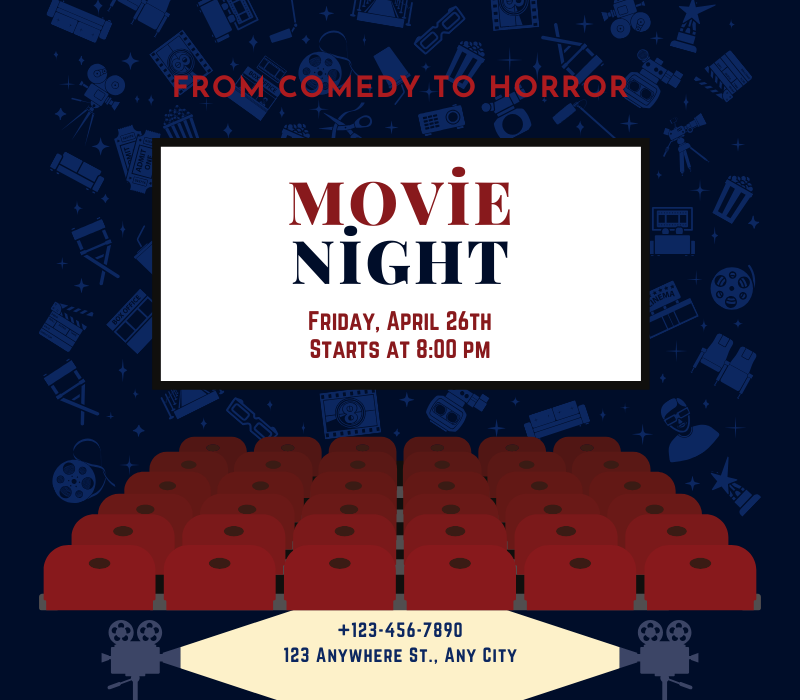 FROM COMEDY TO HORROR
MOViE
NiGHT
Friday, April 26th
Starts at 8:00 pm
+123-456-7890
123 Anywhere St., Any City